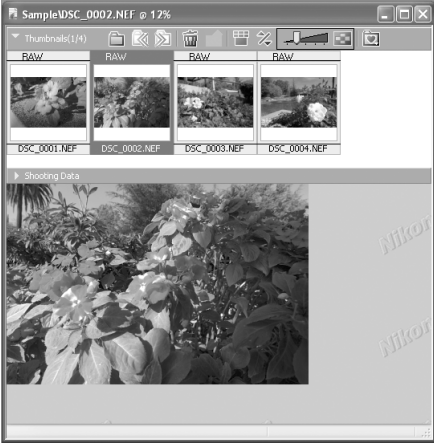 Sample\DSC_0002.NEF @ 12%
Thumbnails(1/4)
RAW RAW RAW RAW
DSC_0001.NEF DSC_0002.NEF DSC_0003.NEF DSC_0004.NEF
Shooting Data
Nikon
Nikon